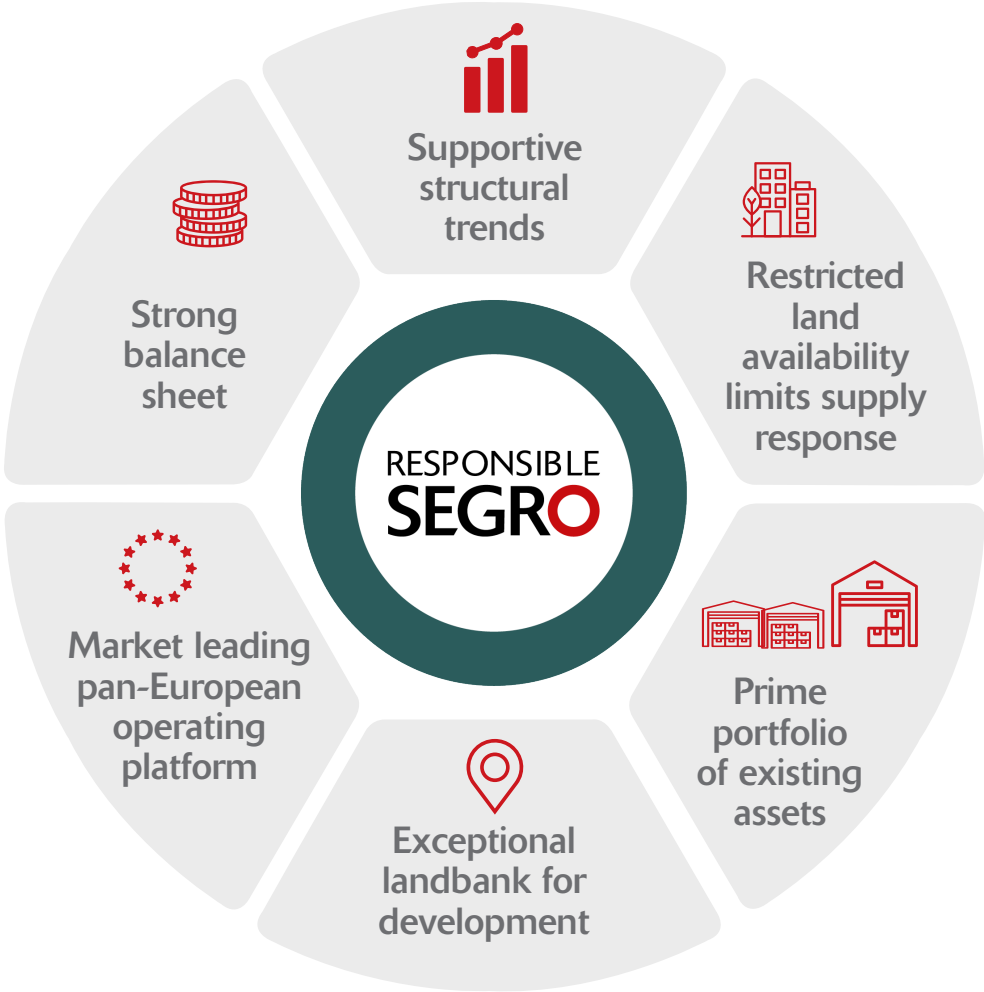 Supportive
structural
trends
Restricted
land
availability
limits supply
response
Prime
portfolio
of existing
assets
Exceptional
landbank for
development
Market leading
pan-European
operating
platform
Strong
balance
sheet
RESPONSIBLE
SEGRO